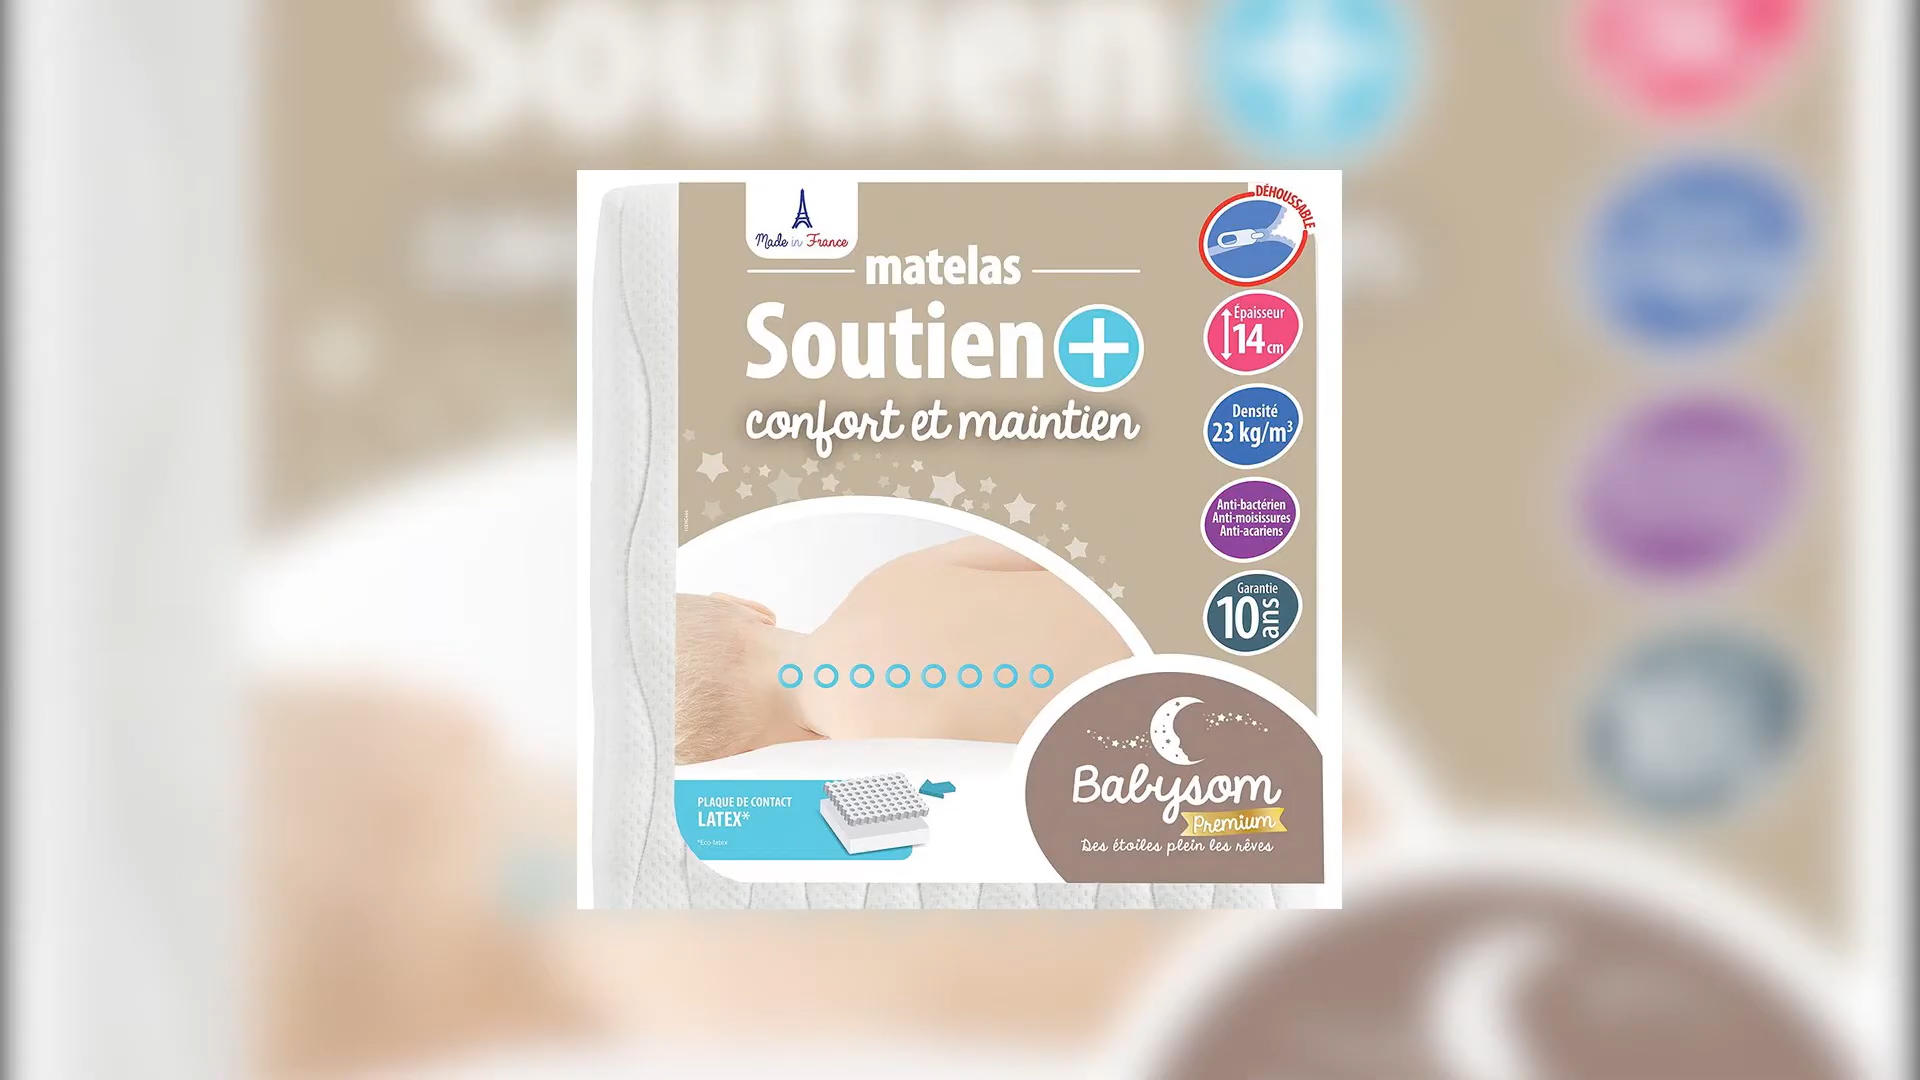 Made in France
matelas
Soutien +
confort et maintien
DÉHOUSSABLE
Épaisseur
14 cm
Densité
23 kg/m³
Anti-bactérien
Anti-moisissures
Anti-acariens
Garantie
10 ans
PLAQUE DE CONTACT
LATEX*
*Eco-latex
Babysom
Premium
Des étoiles plein les rêves
Soutien